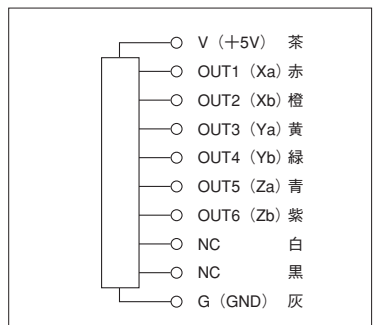 V（＋5V） 茶
OUT1（Xa）赤
OUT2（Xb）橙
OUT3（Ya）黄
OUT4（Yb）緑
OUT5（Za）青
OUT6（Zb）紫
NC 白
NC 黒
G（GND） 灰